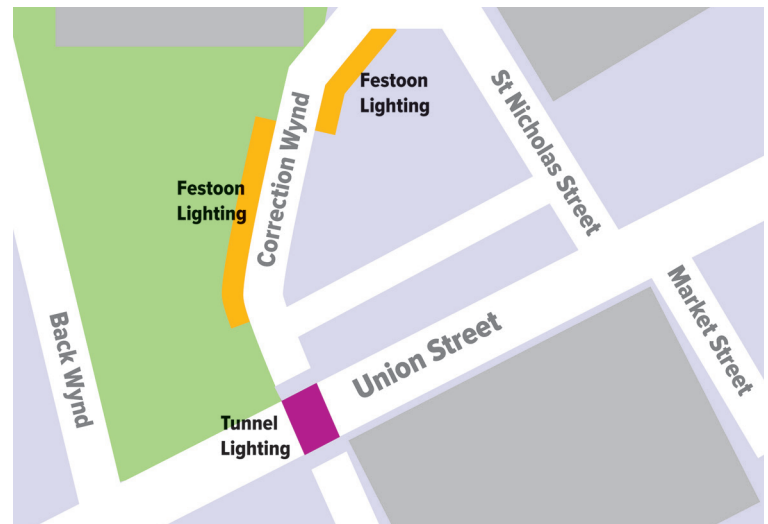 Festoon
Lighting
St Nicholas Street
Correction Wynd
Festoon
Lighting
Market Street
Back Wynd
Union Street
Tunnel
Lighting